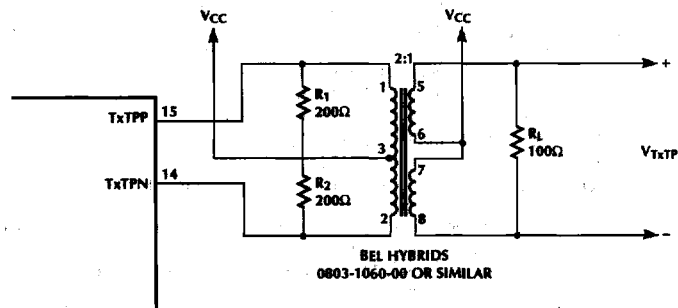 VCC
VCC
2:1
1
5
R1
200Ω
15
TxTPP
6
RL
100Ω
3
VTxTP
7
14
TxTPN
R2
200Ω
2
8
+
−
BEL HYBRIDS
0803-1060-00 OR SIMILAR